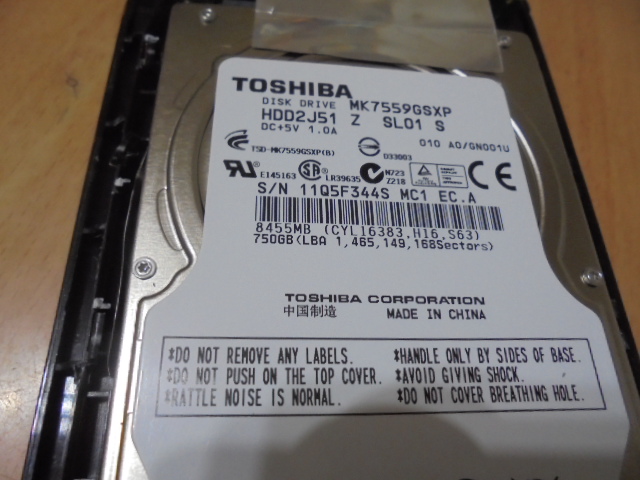 TOSHIBA
DISK DRIVE MK7559GSXP
HDD2J51 Z SL01 S
DC+5V 1.0A
010 A0/GN001U
TSD-MK7559GSXP(B)
D33003
E145163 LR39635 N723
Z218
S/N 11Q5F344S MC1 EC.A
8455MB (CYL16383,H16,S63)
750GB(LBA 1,465,149,168Sectors)
TOSHIBA CORPORATION
中国制造 MADE IN CHINA
*DO NOT REMOVE ANY LABELS. *HANDLE ONLY BY SIDES OF BASE.
*DO NOT PUSH ON THE TOP COVER. *AVOID GIVING SHOCK.
*RATTLE NOISE IS NORMAL. *DO NOT COVER BREATHING HOLE.